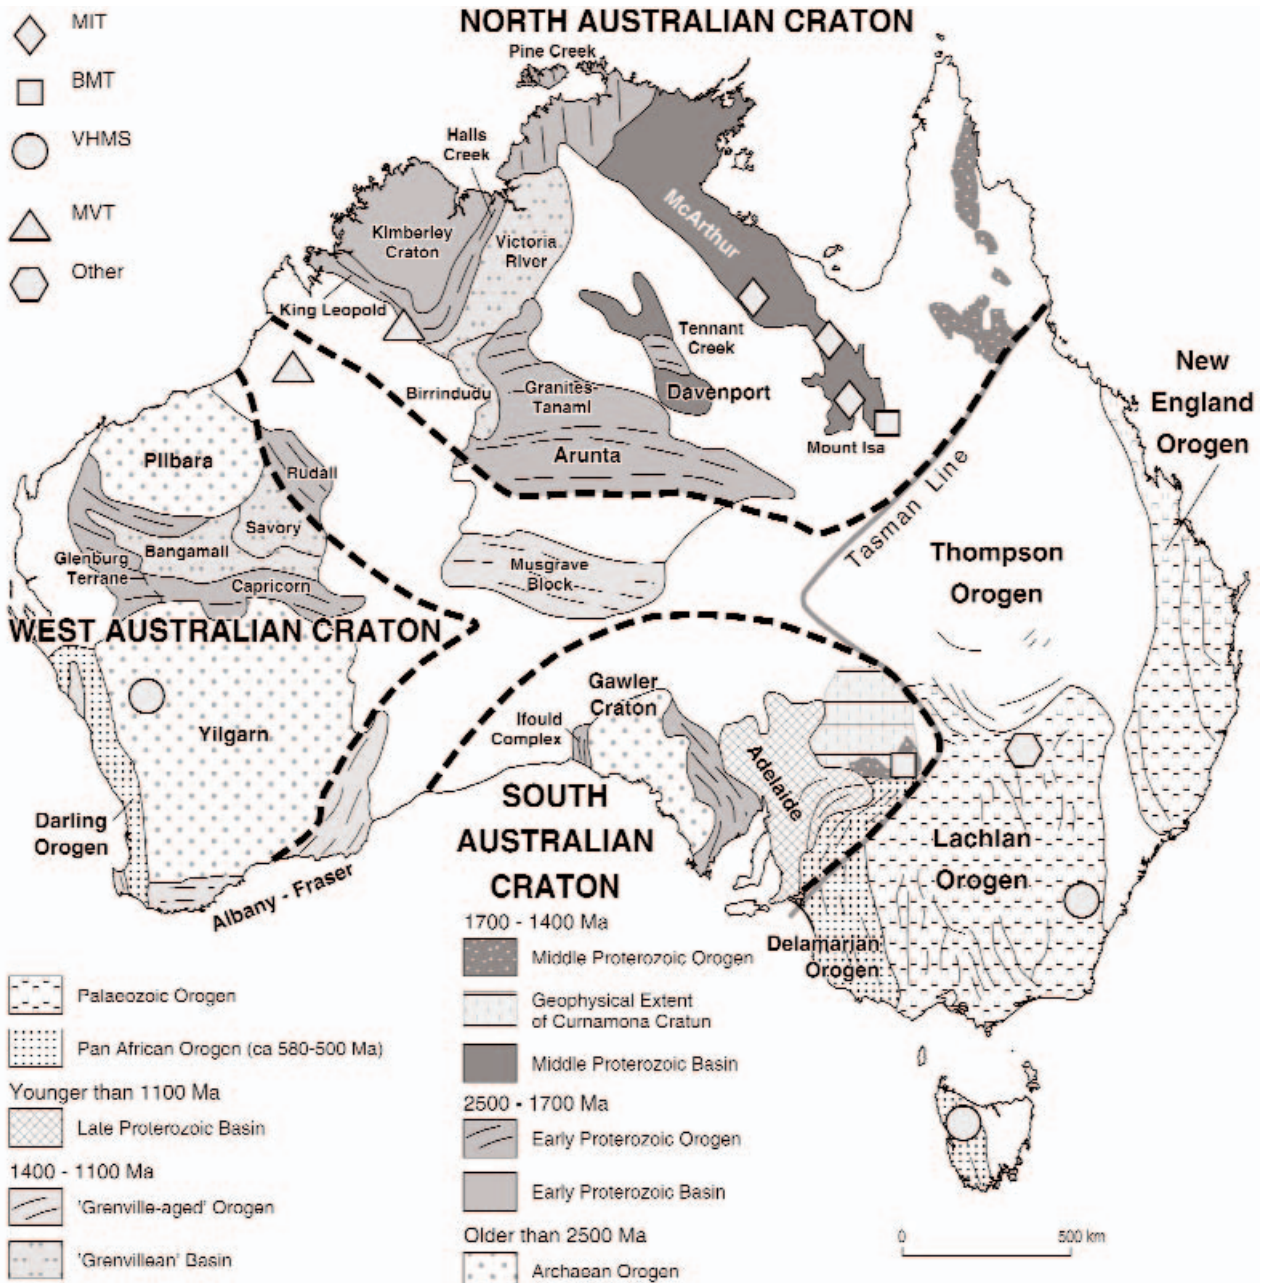 MIT
BMT
VHMS
MVT
Other
NORTH AUSTRALIAN CRATON
Pine Creek
Halls
Creek
Kimberley
Craton
Victoria
River
McArthur
King Leopold
Tennant
Creek
Birrindudu
Granites-
Tanami
Davenport
Arunta
Mount Isa
New
England
Orogen
Pilbara
Rudall
Savory
Bangamall
Glenburg
Terrane
Capricorn
Musgrave
Block
Tasman Line
Thompson
Orogen
WEST AUSTRALIAN CRATON
Yilgarn
Gawler
Craton
Ifould
Complex
Adelaide
Darling
Orogen
Albany - Fraser
SOUTH
AUSTRALIAN
CRATON
Lachlan
Orogen
Delamarian
Orogen
Palaeozoic Orogen
Pan African Orogen (ca 580-500 Ma)
Younger than 1100 Ma
Late Proterozoic Basin
1400 - 1100 Ma
'Grenville-aged' Orogen
'Grenvillean' Basin
1700 - 1400 Ma
Middle Proterozoic Orogen
Geophysical Extent
of Curnamona Cratun
Middle Proterozoic Basin
2500 - 1700 Ma
Early Proterozoic Orogen
Early Proterozoic Basin
Older than 2500 Ma
Archaean Orogen
0 500 km